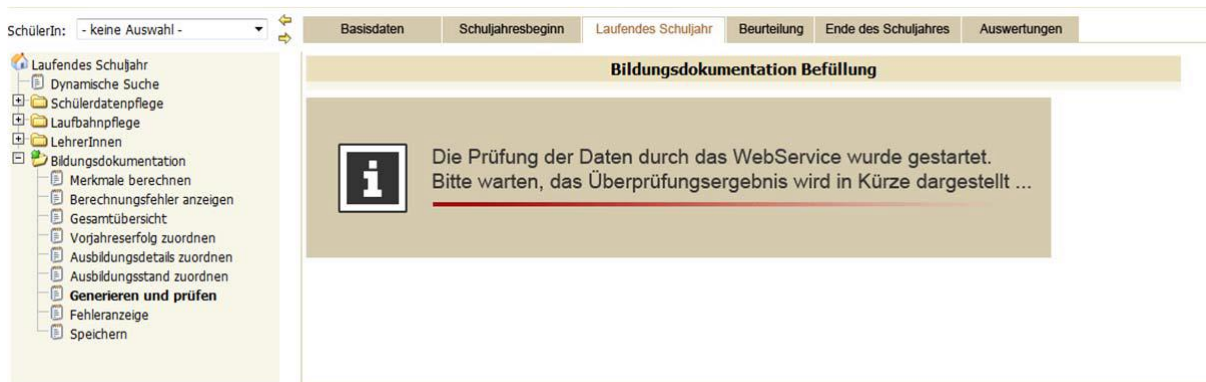 SchülerIn: - keine Auswahl -
Basisdaten Schuljahresbeginn Laufendes Schuljahr Beurteilung Ende des Schuljahres Auswertungen
Laufendes Schuljahr
Dynamische Suche
Schülerdatenpflege
Laufbahnpflege
LehrerInnen
Bildungsdokumentation
Merkmale berechnen
Berechnungsfehler anzeigen
Gesamtübersicht
Vorjahreserfolg zuordnen
Ausbildungsdetails zuordnen
Ausbildungsstand zuordnen
Generieren und prüfen
Fehleranzeige
Speichern
Bildungsdokumentation Befüllung
Die Prüfung der Daten durch das WebService wurde gestartet.
Bitte warten, das Überprüfungsergebnis wird in Kürze dargestellt ...